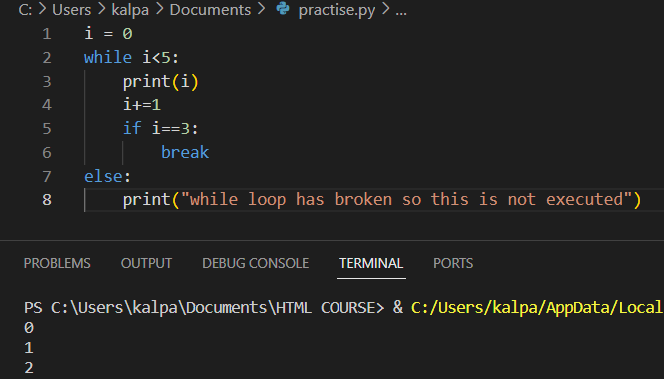 C: > Users > kalpa > Documents > practise.py > ...
1 i = 0
2 while i<5:
3     print(i)
4     i+=1
5     if i==3:
6         break
7 else:
8     print("while loop has broken so this is not executed")
PROBLEMS OUTPUT DEBUG CONSOLE TERMINAL PORTS
PS C:\Users\kalpa\Documents\HTML COURSE> & C:/Users/kalpa/AppData/Local
0
1
2